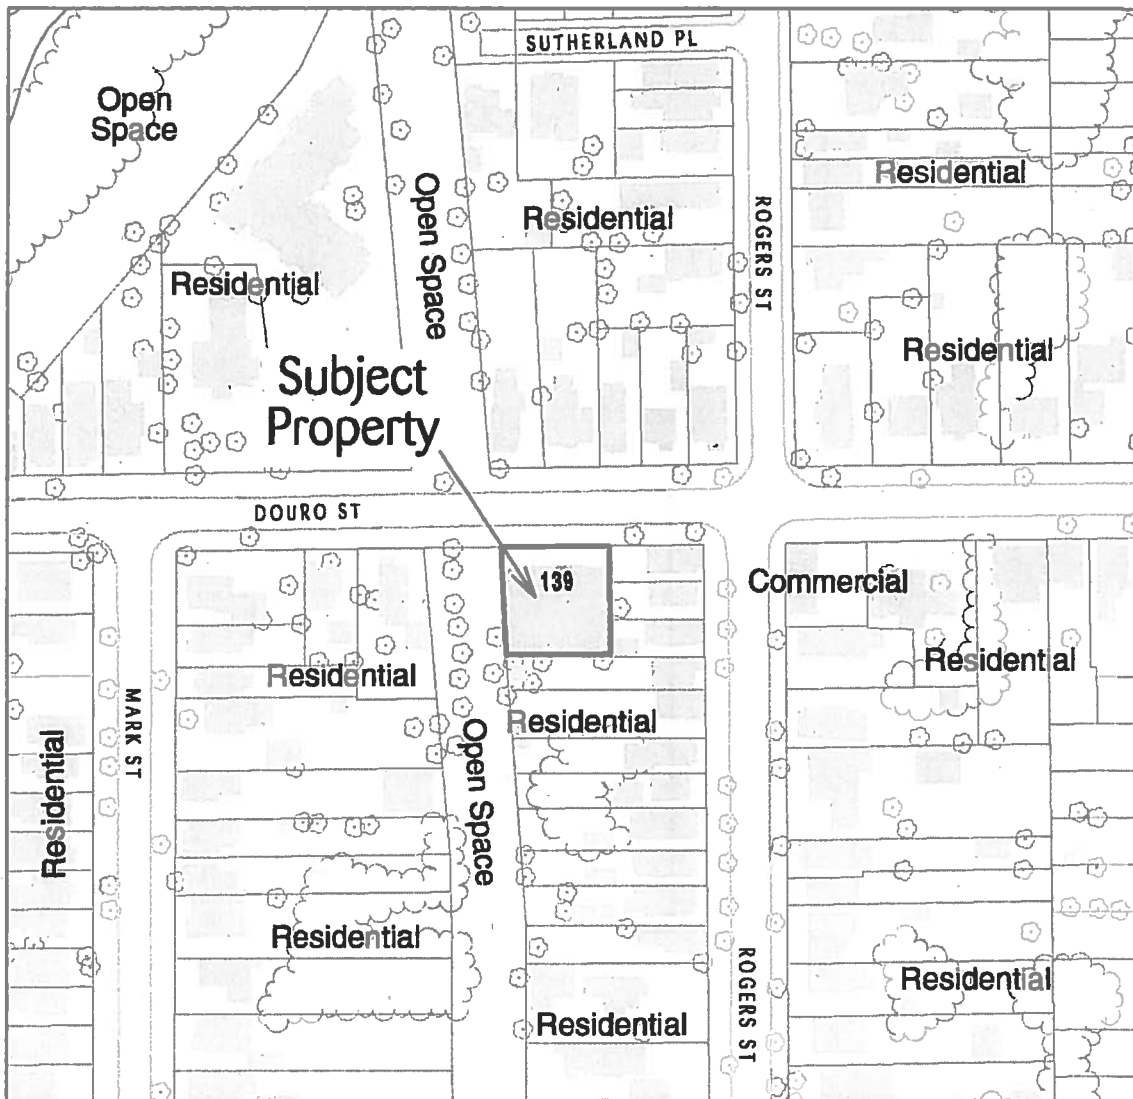 SUTHERLAND PL
Open
Space
Residential
Open Space
Residential
ROGERS ST
Residential
Residential
Subject
Property
DOURO ST
139
Commercial
Residential
Residential
MARK ST
Residential
Residential
Open Space
Residential
Residential
ROGERS ST
Residential